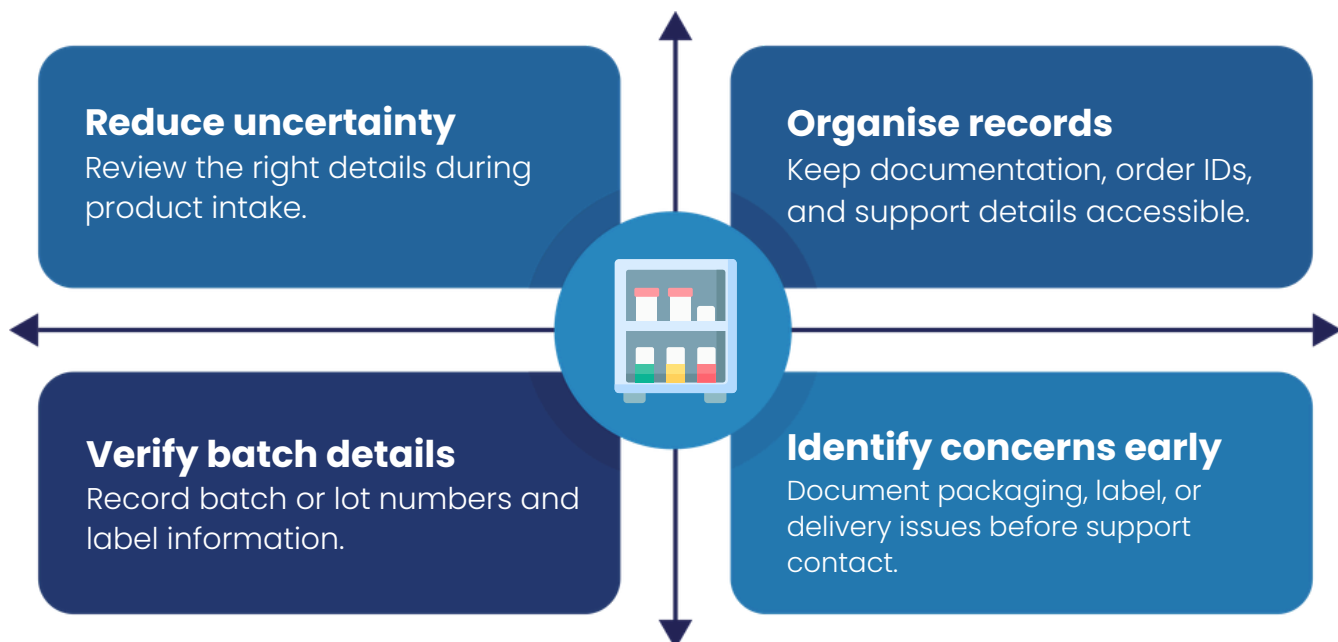 Reduce uncertainty
Review the right details during
product intake.
Organise records
Keep documentation, order IDs,
and support details accessible.
Verify batch details
Record batch or lot numbers and
label information.
Identify concerns early
Document packaging, label, or
delivery issues before support
contact.